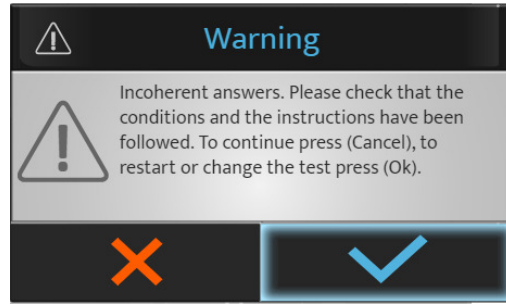 Warning
Incoherent answers. Please check that the
conditions and the instructions have been
followed. To continue press (Cancel), to
restart or change the test press (Ok).